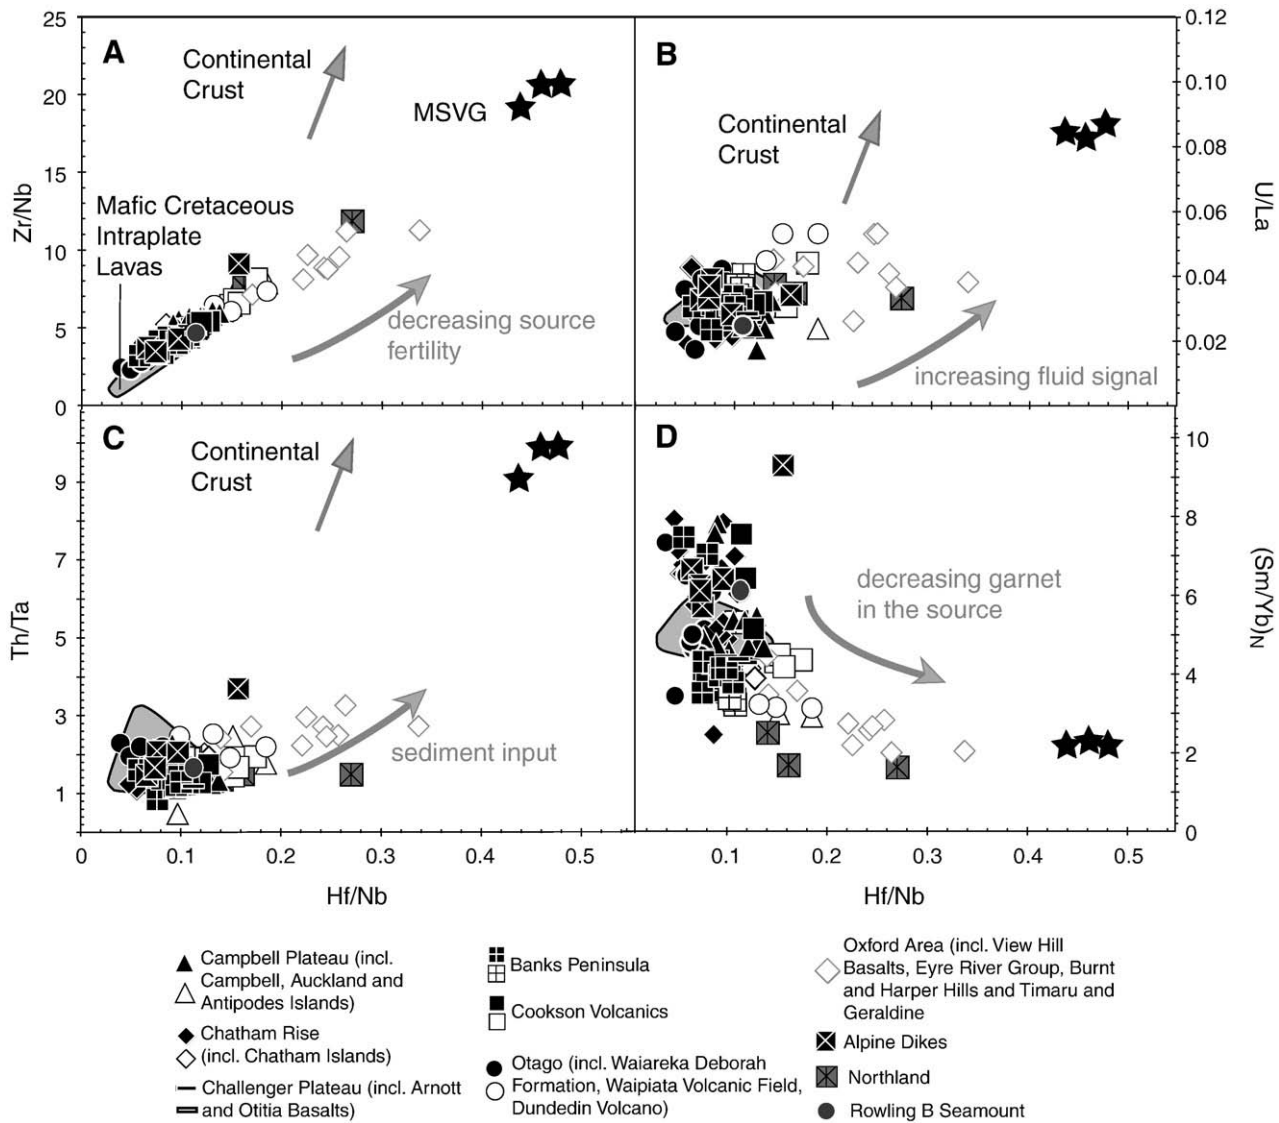 A
Continental
Crust
MSVG
Mafic Cretaceous
Intraplate
Lavas
decreasing source
fertility
Zr/Nb
25
20
15
10
5
0
B
Continental
Crust
increasing fluid signal
U/La
0.12
0.10
0.08
0.06
0.04
0.02
C
Continental
Crust
sediment input
Th/Ta
9
7
5
3
1
0
0.1
0.2
0.3
0.4
0.5
Hf/Nb
D
decreasing garnet
in the source
(Sm/Yb)N
10
8
6
4
2
0
0.1
0.2
0.3
0.4
0.5
Hf/Nb
Campbell Plateau (incl.
Campbell, Auckland and
Antipodes Islands)
Chatham Rise
(incl. Chatham Islands)
Challenger Plateau (incl. Arnott
and Otitia Basalts)
Banks Peninsula
Cookson Volcanics
Otago (incl. Waiareka Deborah
Formation, Waipiata Volcanic Field,
Dundedin Volcano)
Oxford Area (incl. View Hill
Basalts, Eyre River Group, Burnt
and Harper Hills and Timaru and
Geraldine
Alpine Dikes
Northland
Rowling B Seamount